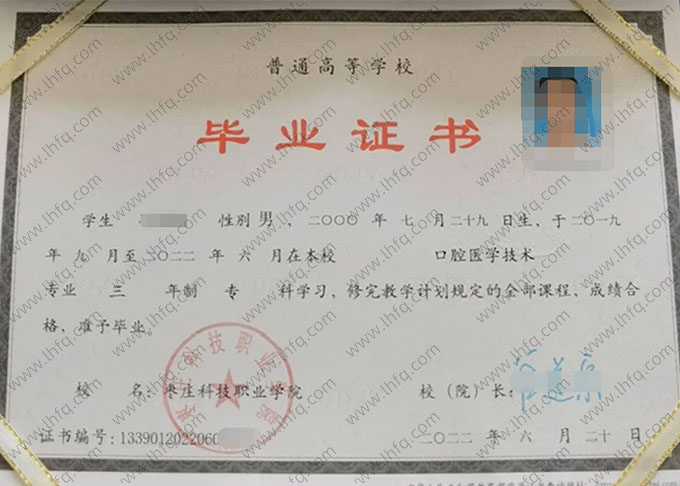 普通高等学校
毕业证书
学生 性别 男 ，二〇〇〇 年 七 月 二十九 日生，于二〇一九
年 九 月至 二〇二二 年 六 月在本校 口腔医学技术
专业 三 年制 专 科学习，修完教学计划规定的全部课程，成绩合
格，准予毕业。
校 名：枣庄科技职业学院
校（院）长：
证书编号：1339012022060
二〇二二 年 六 月 二十 日
www.lhfq.com